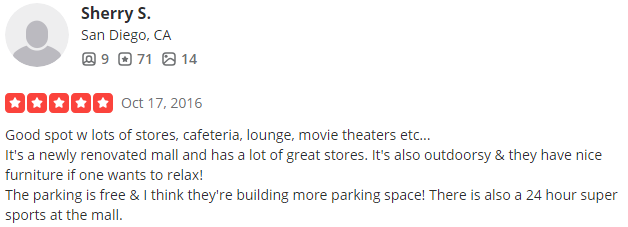 Sherry S.
San Diego, CA
9 71 14
Oct 17, 2016
Good spot w lots of stores, cafeteria, lounge, movie theaters etc...
It's a newly renovated mall and has a lot of great stores. It's also outdoorsy & they have nice
furniture if one wants to relax!
The parking is free & I think they're building more parking space! There is also a 24 hour super
sports at the mall.